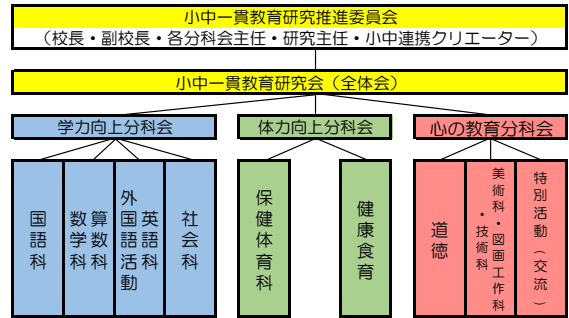 小中一貫教育研究推進委員会
(校長・副校長・各分科会主任・研究主任・小中連携クリエーター)
小中一貫教育研究会(全体会)
学力向上分科会
体力向上分科会
心の教育分科会
国語科
算数科
数学科
英語科
外国語活動
社会科
保健体育科
健康食育
道徳
美術科・図画工作科
・技術科
特別活動(交流)